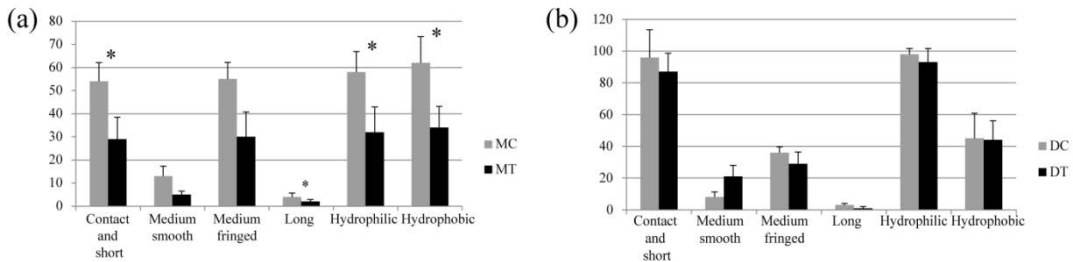 (a)
80
70
60
50
40
30
20
10
0
*
*
*
*
Contact and short
Medium smooth
Medium fringed
Long
Hydrophilic
Hydrophobic
MC
MT
(b)
120
100
80
60
40
20
0
Contact and short
Medium smooth
Medium fringed
Long
Hydrophilic
Hydrophobic
DC
DT